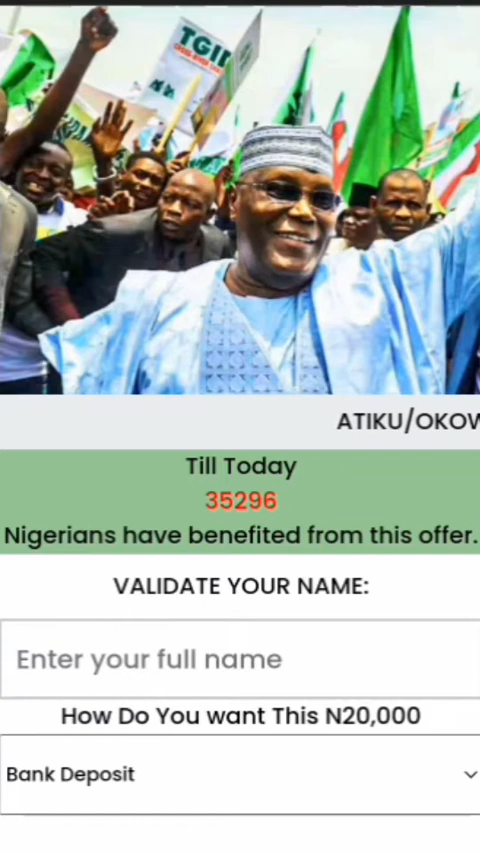 TGIF
ATIKU/OKOW
Till Today
35296
Nigerians have benefited from this offer.
VALIDATE YOUR NAME:
Enter your full name
How Do You want This N20,000
Bank Deposit